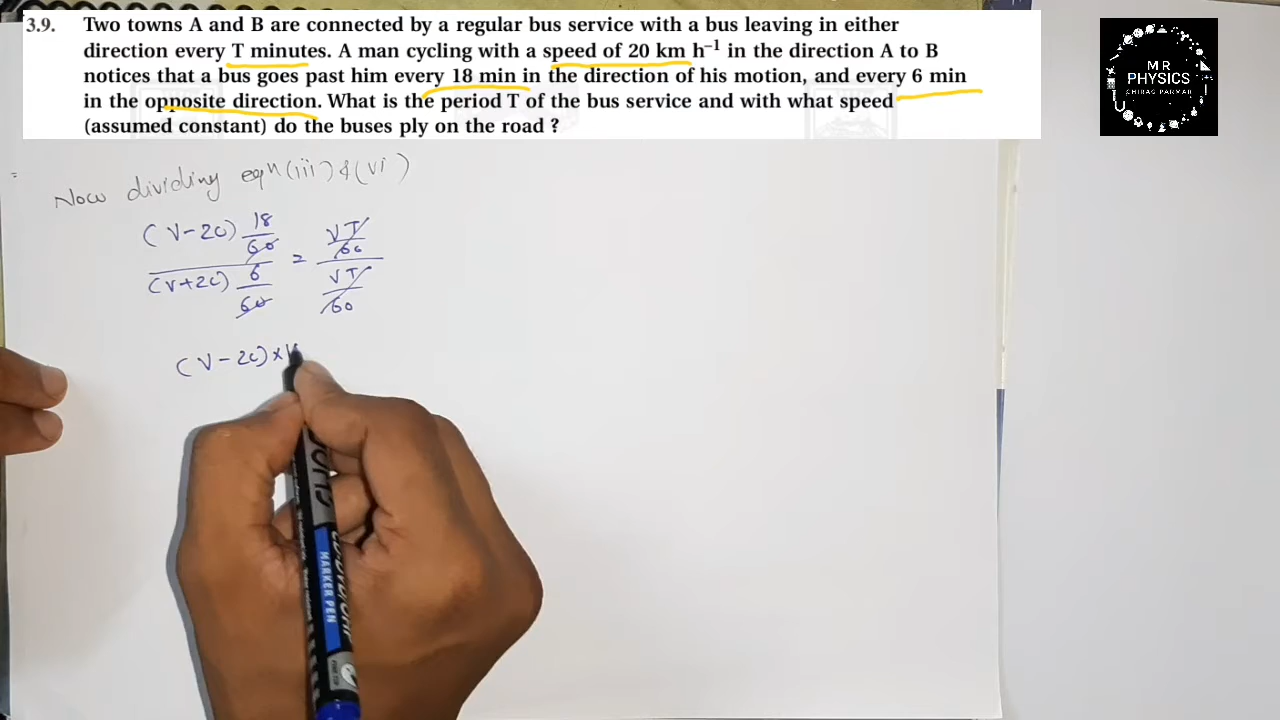 3.9. Two towns A and B are connected by a regular bus service with a bus leaving in either
direction every T minutes. A man cycling with a speed of 20 km h⁻¹ in the direction A to B
notices that a bus goes past him every 18 min in the direction of his motion, and every 6 min
in the opposite direction. What is the period T of the bus service and with what speed
(assumed constant) do the buses ply on the road ?
MR
PHYSICS
CHIRAG PARMAR
Now dividing eqn (iii) & (vi)
(V-20) 18/60 / (V+20) 6/60 = VT/60 / VT/60
(V-20) ×
MARKER PEN